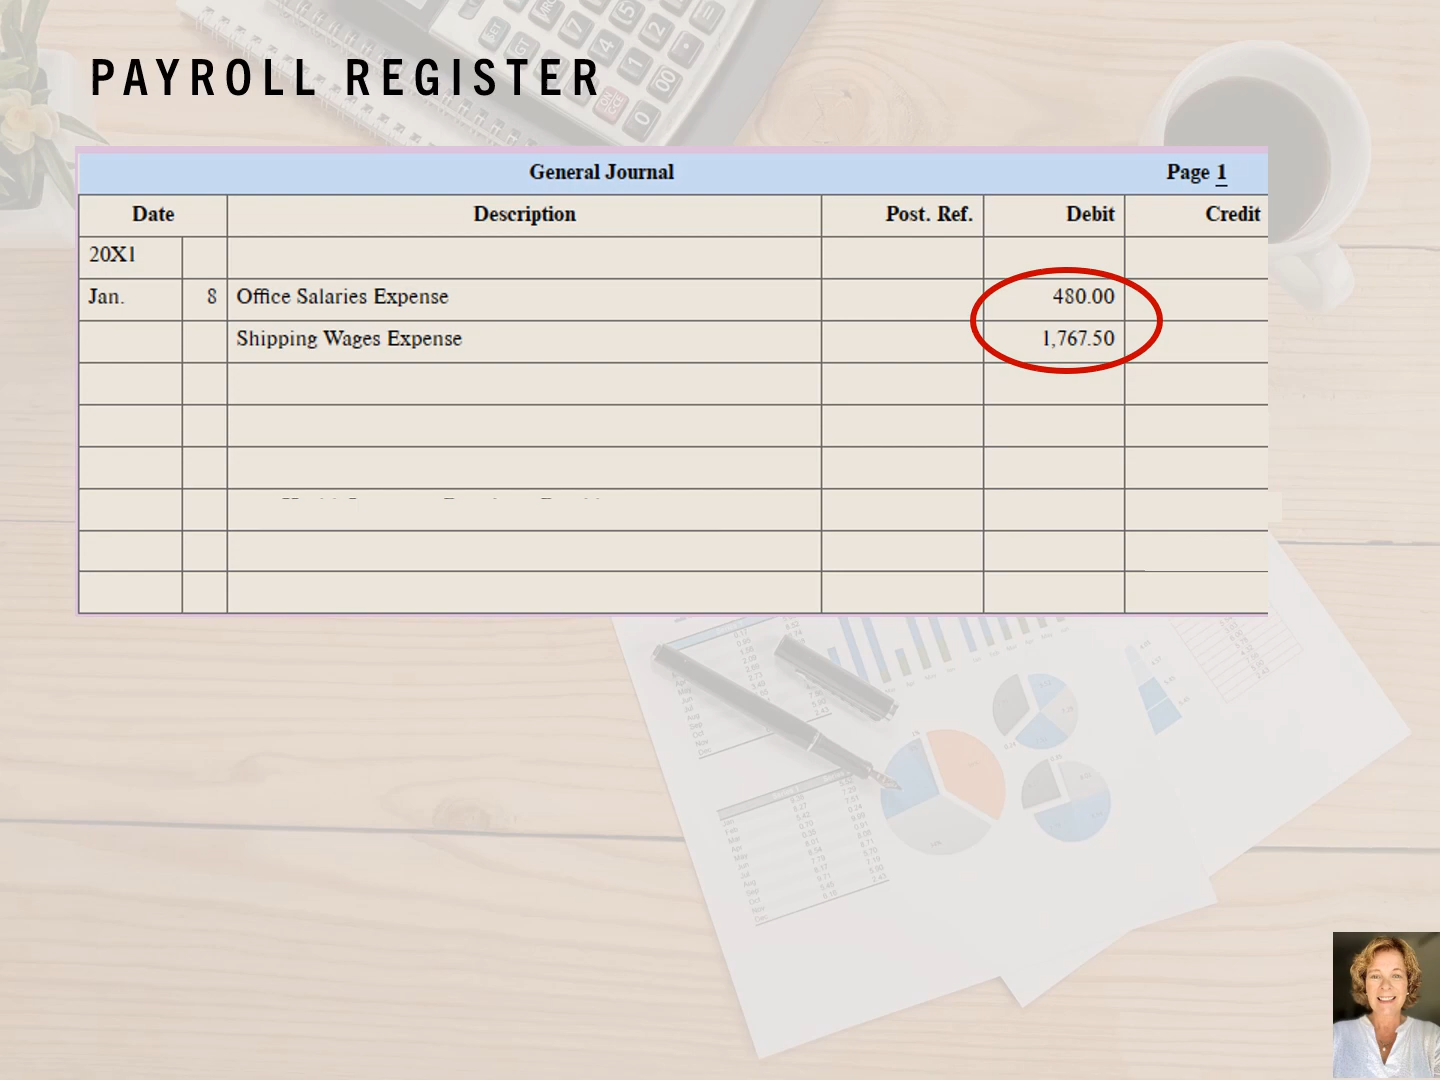 PAYROLL REGISTER
General Journal Page 1
Date Description Post. Ref. Debit Credit
20X1
Jan. 8 Office Salaries Expense 480.00
Shipping Wages Expense 1,767.50